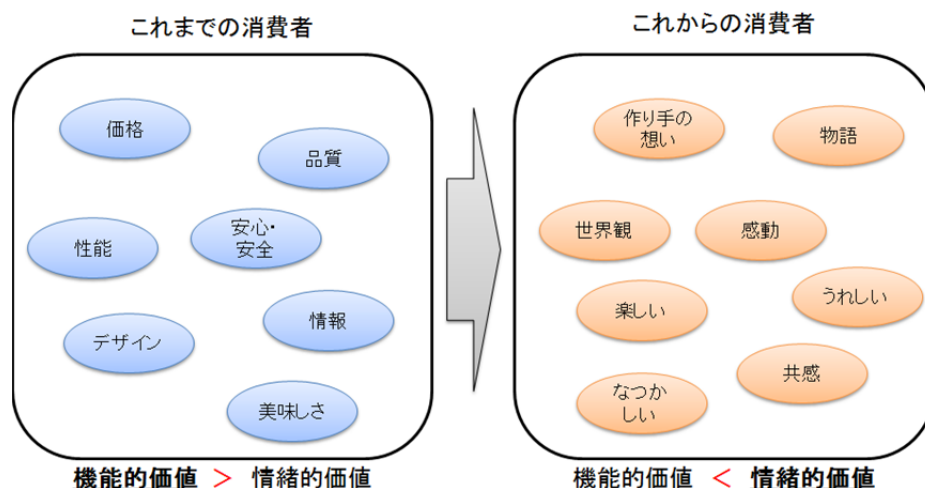 これまでの消費者
価格
品質
性能
安心・
安全
デザイン
情報
美味しさ
機能的価値 > 情緒的価値
これからの消費者
作り手の
想い
物語
世界観
感動
楽しい
うれしい
なつか
しい
共感
機能的価値 < 情緒的価値